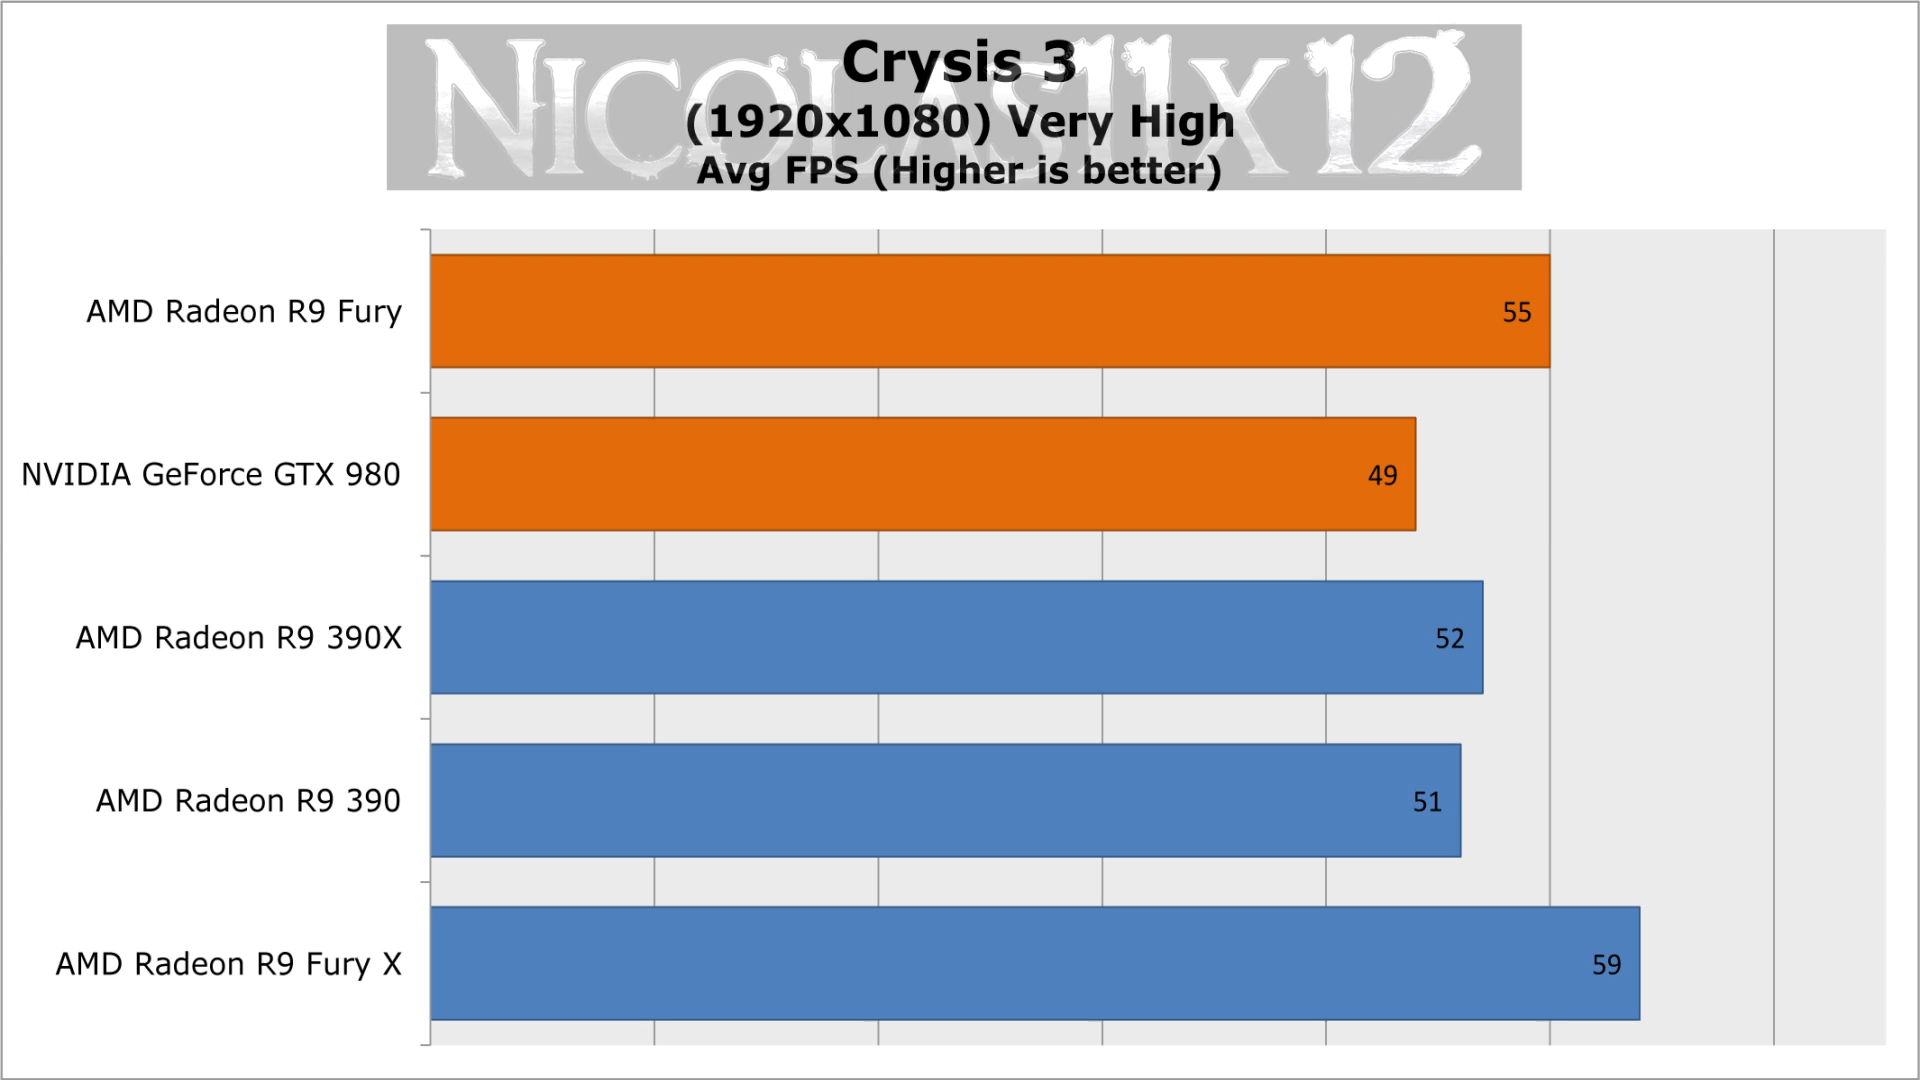 NICOLAS11X12
Crysis 3
(1920x1080) Very High
Avg FPS (Higher is better)
AMD Radeon R9 Fury
55
NVIDIA GeForce GTX 980
49
AMD Radeon R9 390X
52
AMD Radeon R9 390
51
AMD Radeon R9 Fury X
59